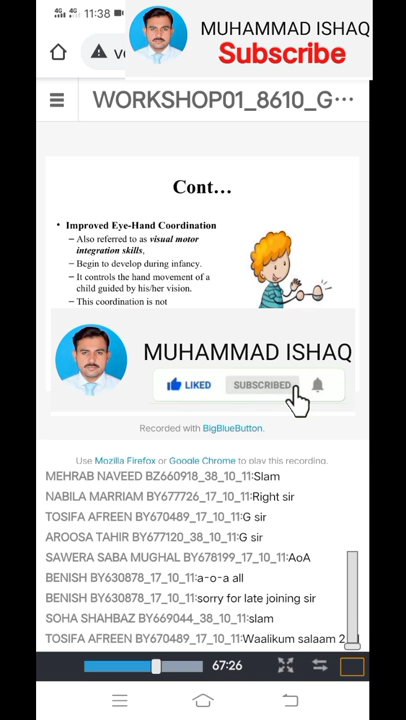 4G 4G 11:38
MUHAMMAD ISHAQ
Subscribe
WORKSHOP01_8610_G…
Cont…
• Improved Eye-Hand Coordination
– Also referred to as visual motor
integration skills,
– Begin to develop during infancy.
– It controls the hand movement of a
child guided by his/her vision.
– This coordination is not
MUHAMMAD ISHAQ
LIKED SUBSCRIBED
Recorded with BigBlueButton.
Use Mozilla Firefox or Google Chrome to play this recording.
MEHRAB NAVEED BZ660918_38_10_11:Slam
NABILA MARRIAM BY677726_17_10_11:Right sir
TOSIFA AFREEN BY670489_17_10_11:G sir
AROOSA TAHIR BY677120_38_10_11:G sir
SAWERA SABA MUGHAL BY678199_17_10_11:AoA
BENISH BY630878_17_10_11:a-o-a all
BENISH BY630878_17_10_11:sorry for late joining sir
SOHA SHAHBAZ BY669044_38_10_11:slam
TOSIFA AFREEN BY670489_17_10_11:Waalikum salaam 2
67:26